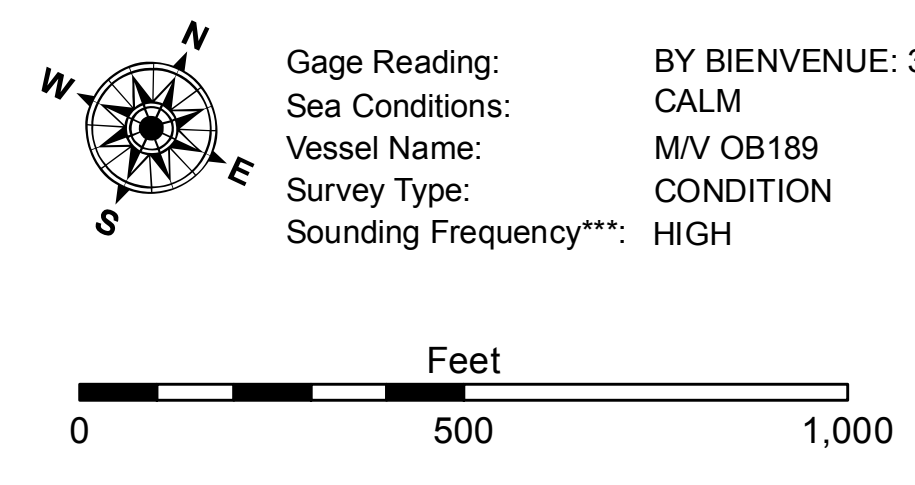 N
W
E
S
Gage Reading: BY BIENVENUE: 3
Sea Conditions: CALM
Vessel Name: M/V OB189
Survey Type: CONDITION
Sounding Frequency***: HIGH
Feet
0 500 1,000